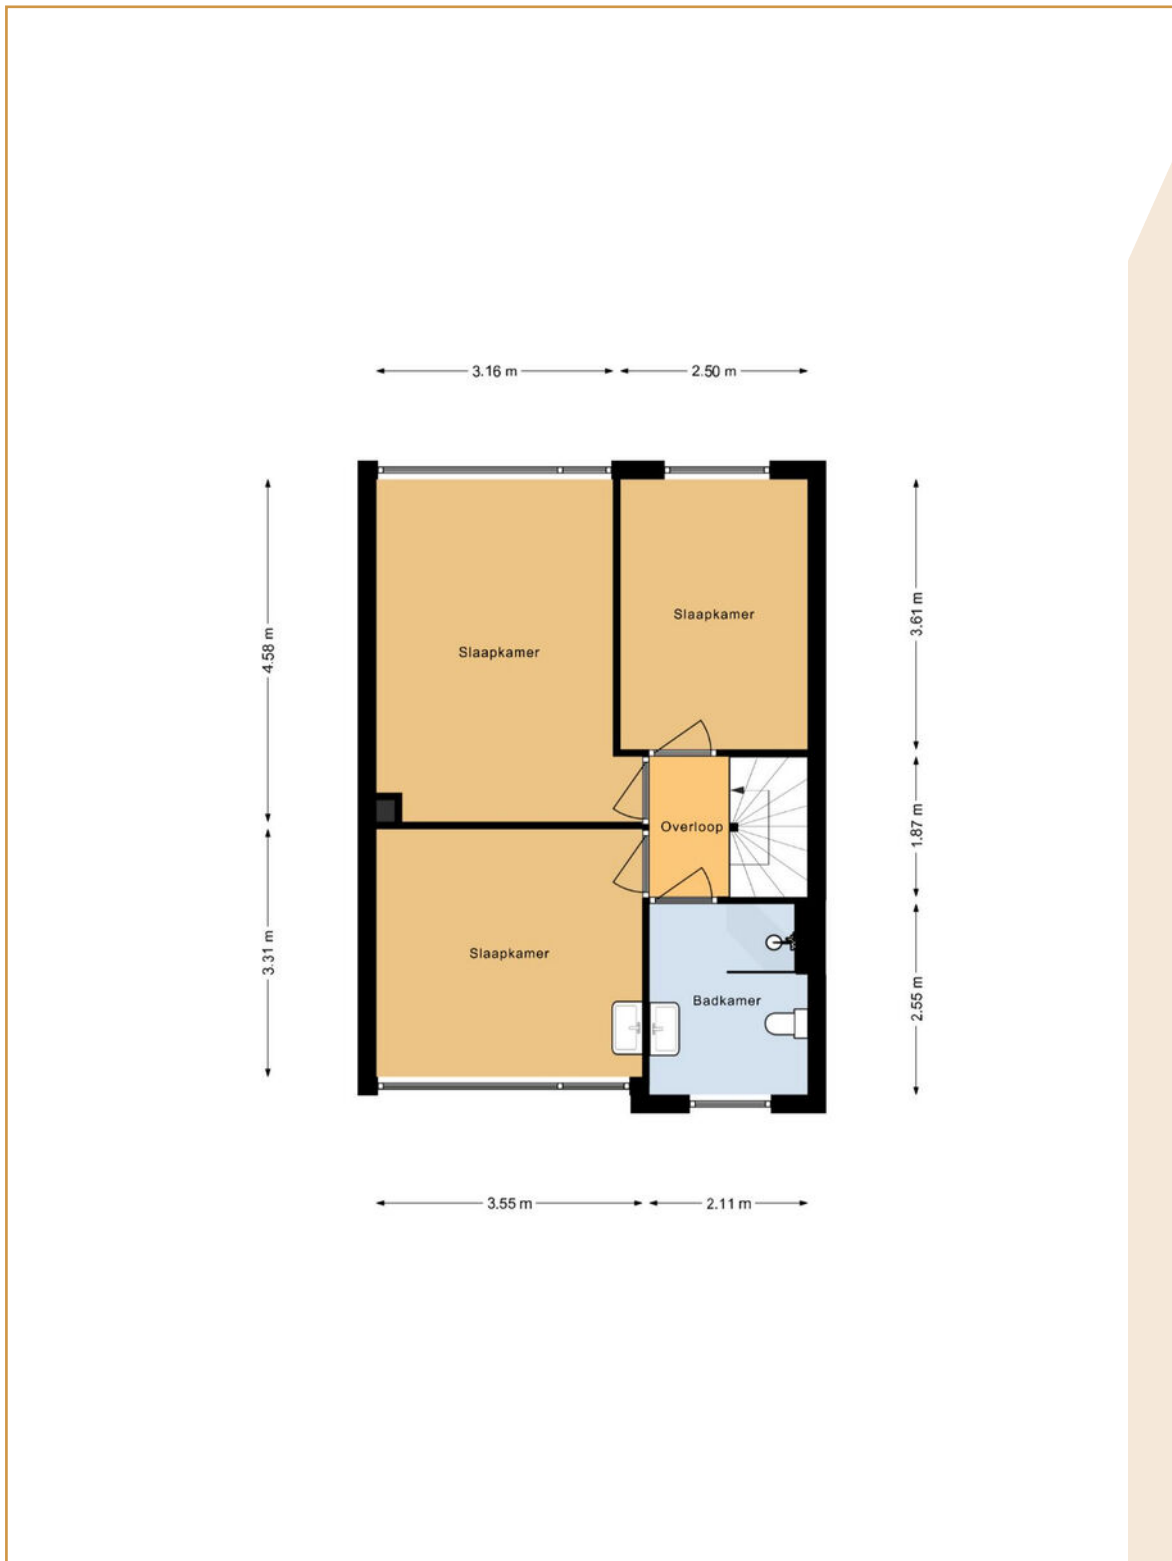 3.16 m
2.50 m
4.58 m
3.61 m
Slaapkamer
Slaapkamer
Overloop
1.87 m
3.31 m
Slaapkamer
Badkamer
2.55 m
3.55 m
2.11 m